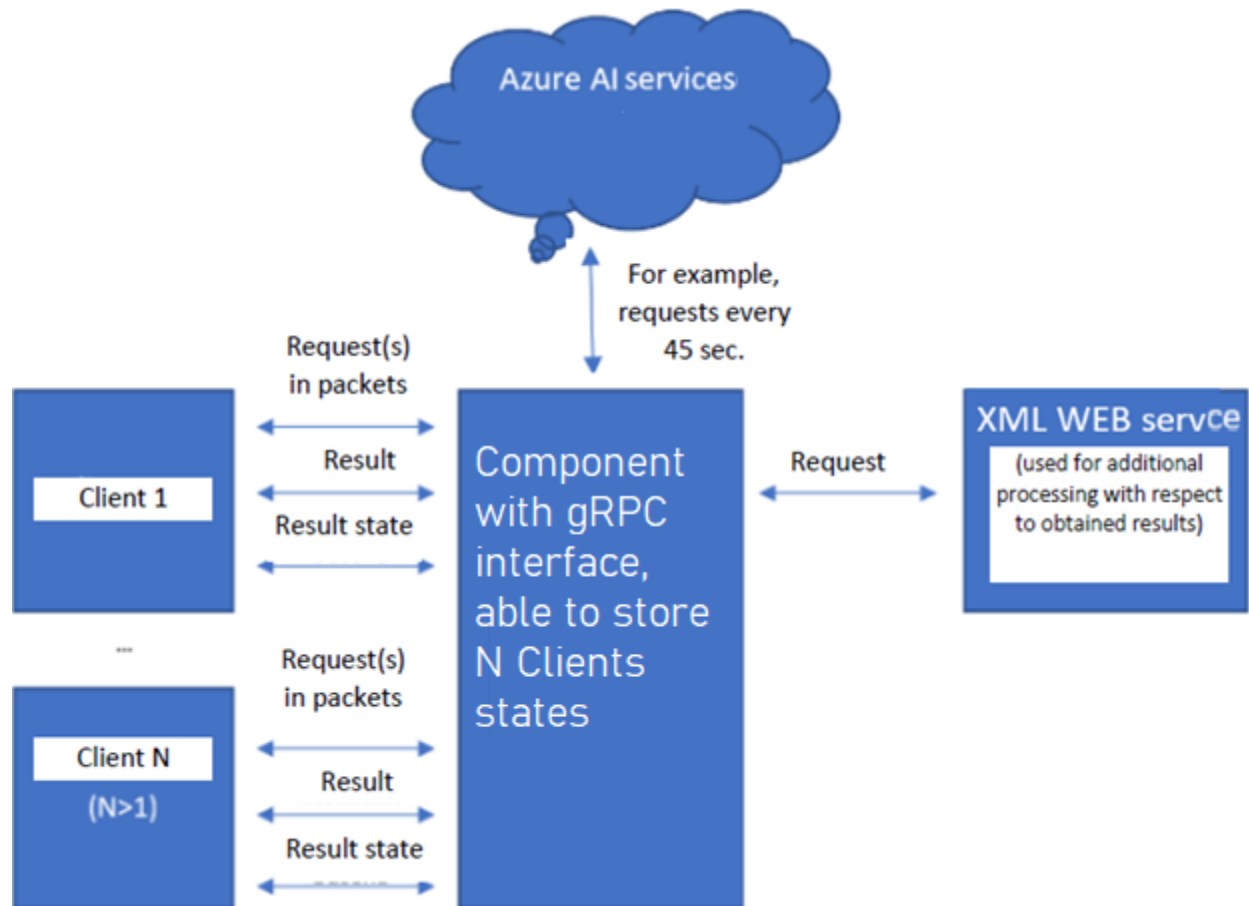 Azure AI services
For example,
requests every
45 sec.
Request(s)
in packets
Result
Result state
Client 1
...
Request(s)
in packets
Result
Result state
Client N
(N>1)
Component
with gRPC
interface,
able to store
N Clients
states
Request
XML WEB service
(used for additional
processing with respect
to obtained results)